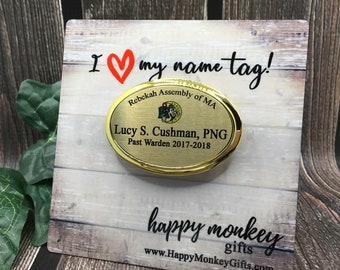 I ❤ my name tag!
Rebekah Assembly of MA
Lucy S. Cushman, PNG
Past Warden 2017-2018
happy monkey
gifts
www.HappyMonkeyGifts.com